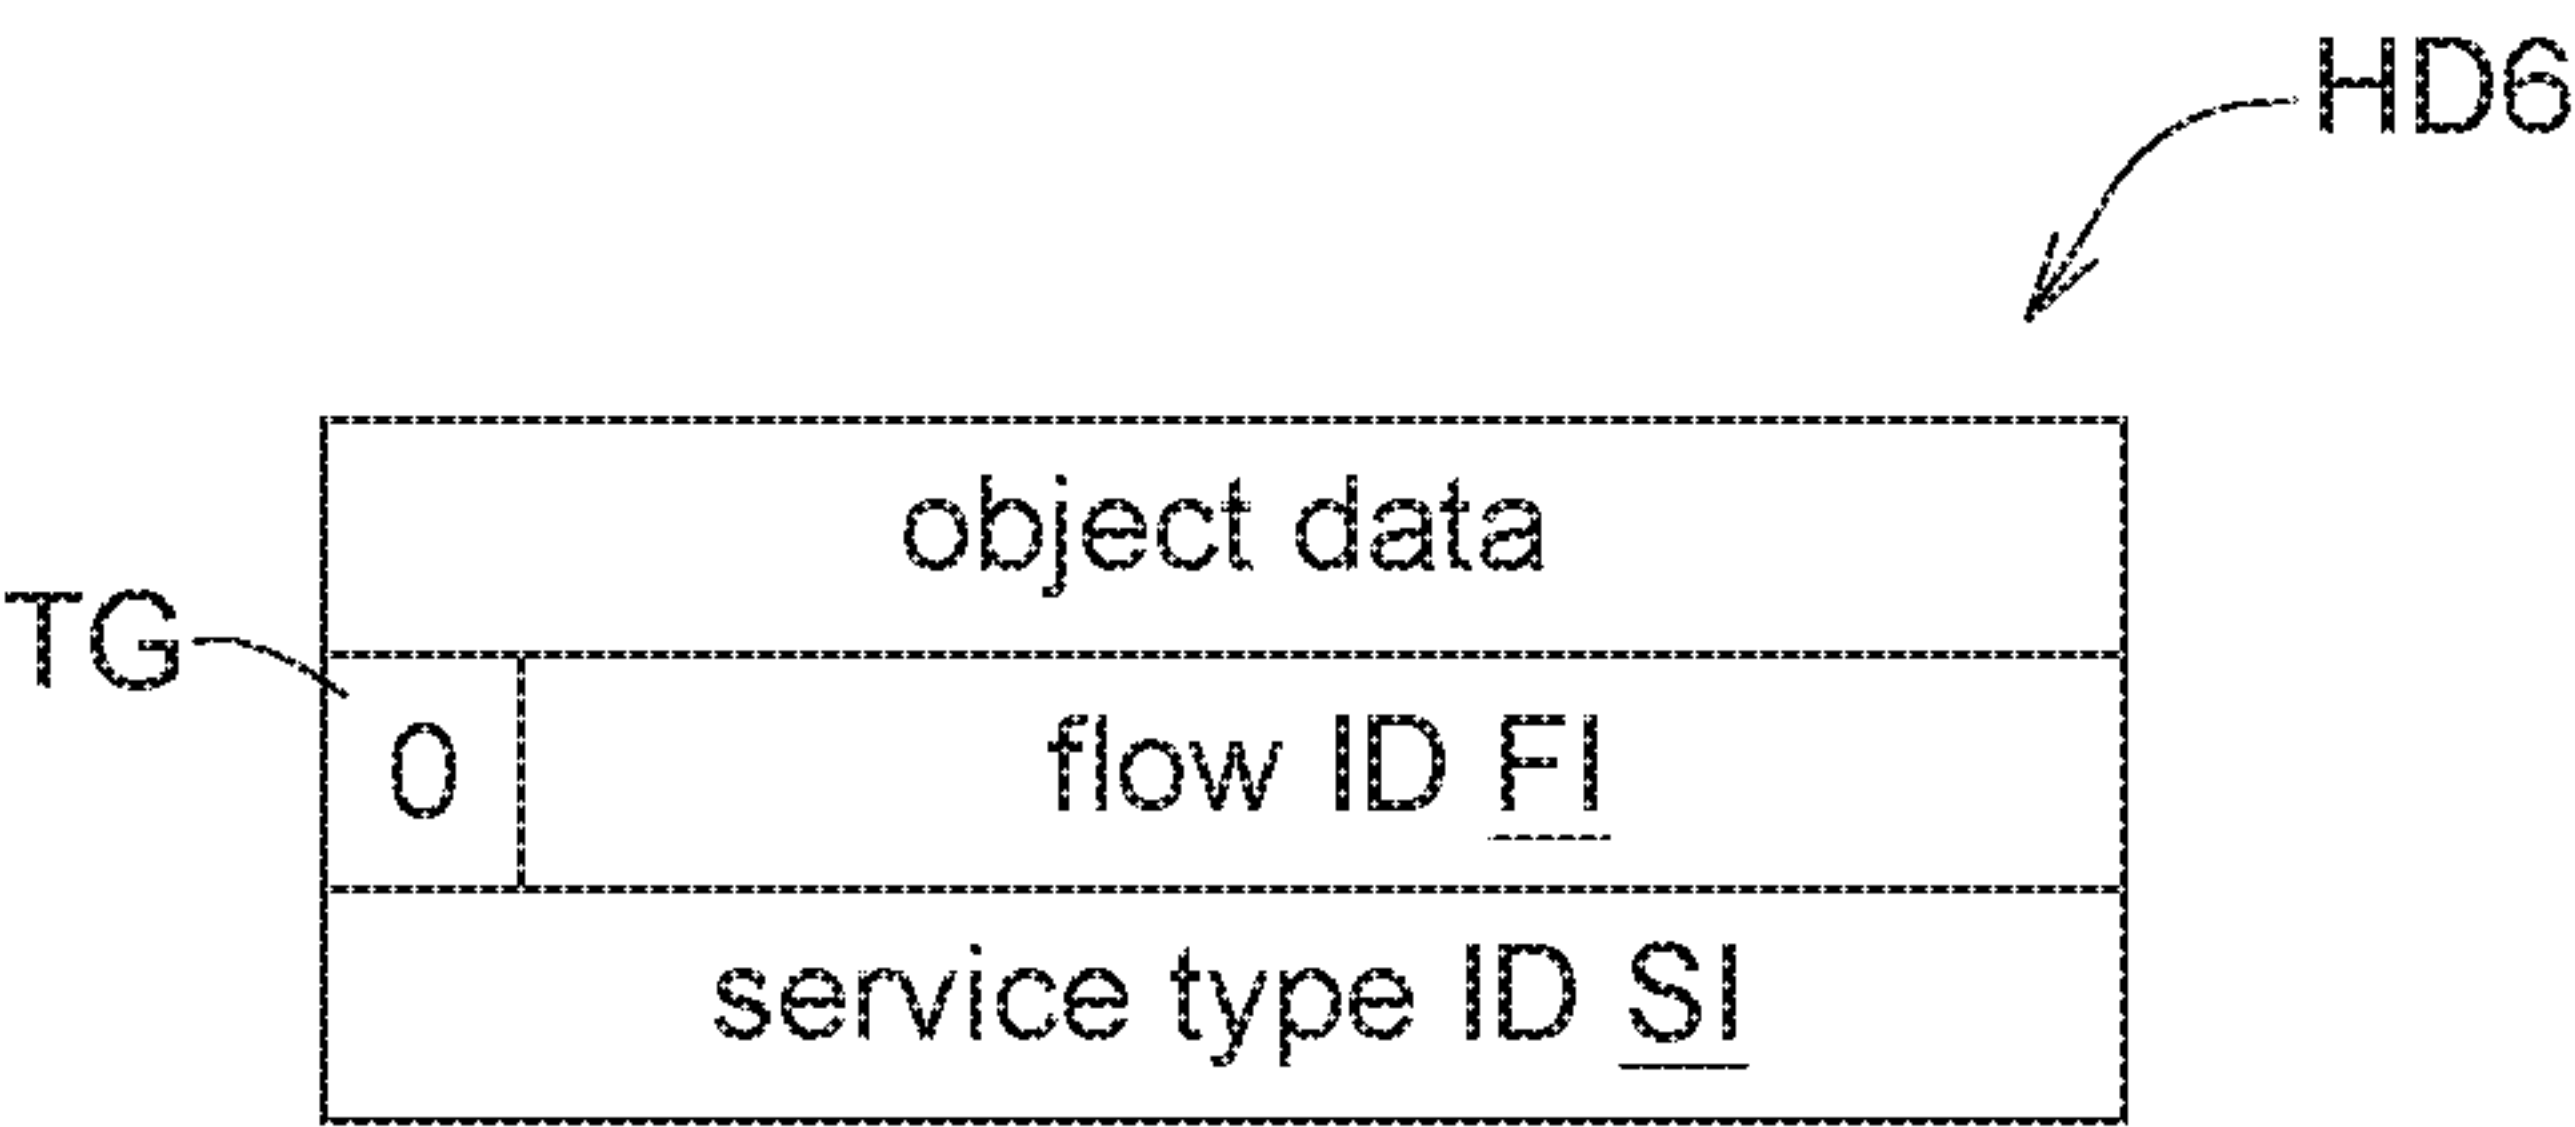 HD6
object data
TG
0 flow ID FI
service type ID SI